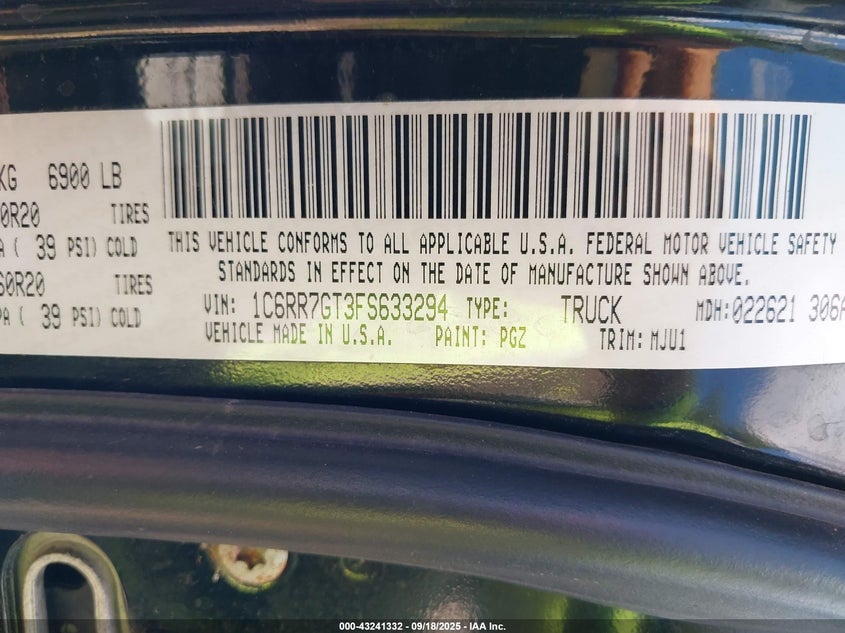 KG 6900 LB
0R20 TIRES
A ( 39 PSI) COLD
60R20 TIRES
PA ( 39 PSI) COLD
THIS VEHICLE CONFORMS TO ALL APPLICABLE U.S.A. FEDERAL MOTOR VEHICLE SAFETY
STANDARDS IN EFFECT ON THE DATE OF MANUFACTURE SHOWN ABOVE.
VIN: 1C6RR7GT3FS633294 TYPE: TRUCK MDH:022621 306A
VEHICLE MADE IN U.S.A. PAINT: PGZ TRIM: MJU1
000-43241332 - 09/18/2025 - IAA Inc.